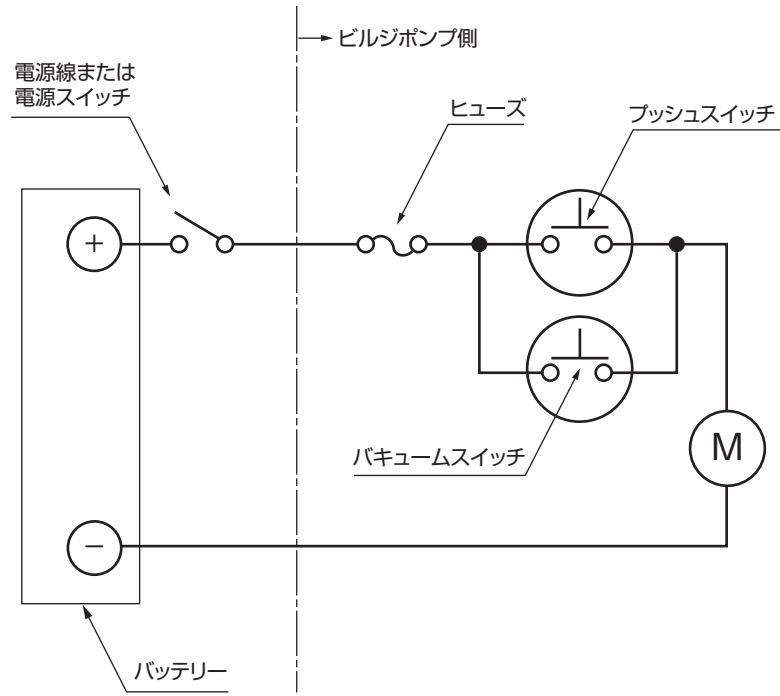 ビルジポンプ側
電源線または
電源スイッチ
ヒューズ
プッシュスイッチ
+
バキュームスイッチ
M
−
バッテリー